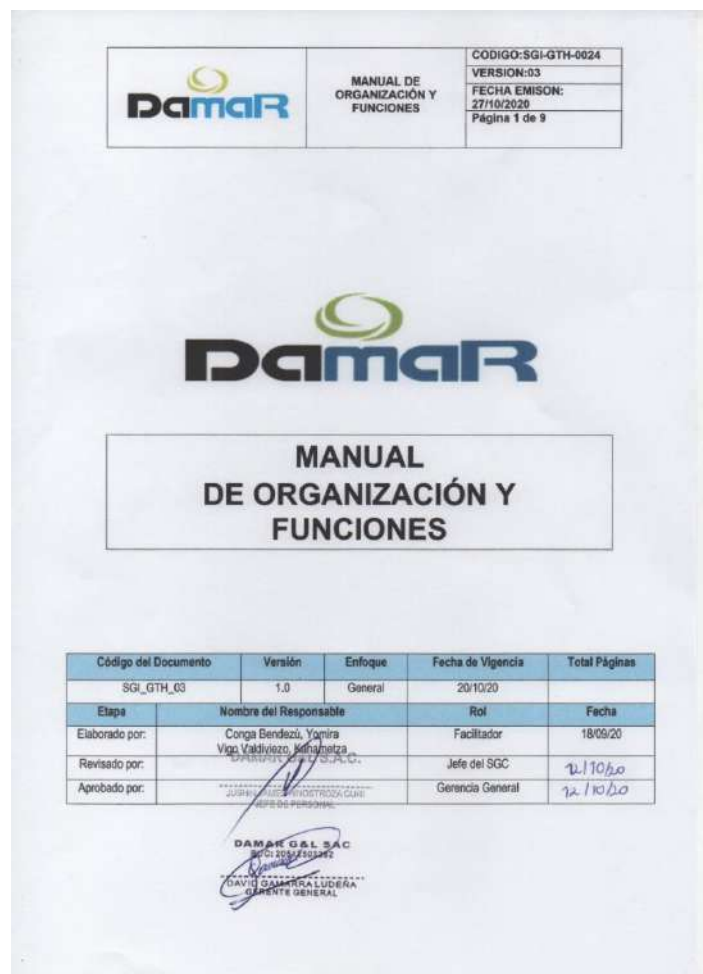 DamaR
MANUAL DE
ORGANIZACIÓN Y
FUNCIONES
CODIGO:SGI-GTH-0024
VERSION:03
FECHA EMISON:
27/10/2020
Página 1 de 9
DamaR
MANUAL
DE ORGANIZACIÓN Y
FUNCIONES
Código del Documento Versión Enfoque Fecha de Vigencia Total Páginas
SGI_GTH_03 1.0 General 20/10/20
Etapa Nombre del Responsable Rol Fecha
Elaborado por: Conga Bendezú, Yomira Facilitador 18/09/20
Vigo Valdiviezo,
DAMAR G&L S.A.C.
Revisado por: Jefe del SGC 12/10/20
Aprobado por: Gerencia General 12/10/20
JEFE DE PERSONAL
DAMAR G&L SAC
DAVID GAMARRA LUDEÑA
GERENTE GENERAL